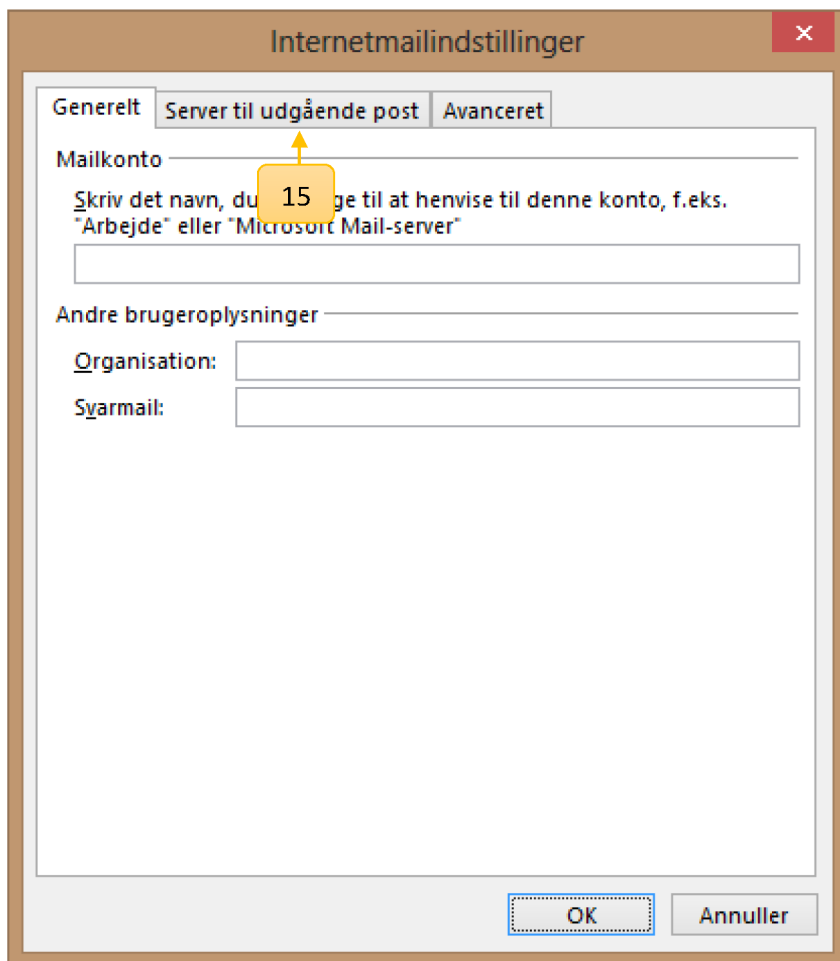 Internetmailindstillinger
Generelt
Server til udgående post
Avanceret
Mailkonto
15
Skriv det navn, du ge til at henvise til denne konto, f.eks.
"Arbejde" eller "Microsoft Mail-server"
Andre brugeroplysninger
Organisation:
Svarmail:
OK
Annuller